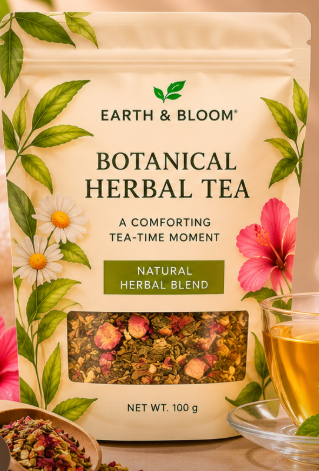 EARTH & BLOOM®
BOTANICAL
HERBAL TEA
A COMFORTING
TEA-TIME MOMENT
NATURAL
HERBAL BLEND
NET WT. 100 g